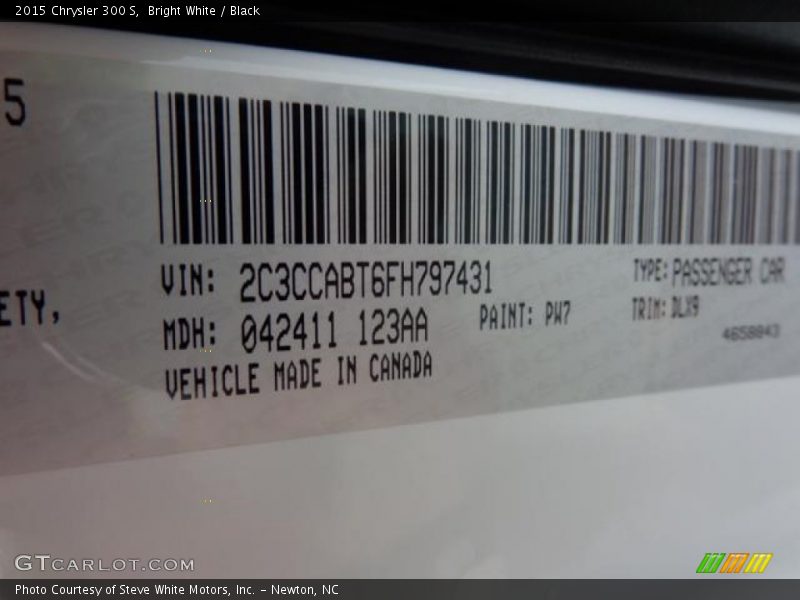 2015 Chrysler 300 S, Bright White / Black
5
ETY,
VIN: 2C3CCABT6FH797431
TYPE: PASSENGER CAR
MDH: 042411 123AA
PAINT: PW7
TRIM: DLX9
4658043
VEHICLE MADE IN CANADA
GTCARLOT.COM
Photo Courtesy of Steve White Motors, Inc. – Newton, NC